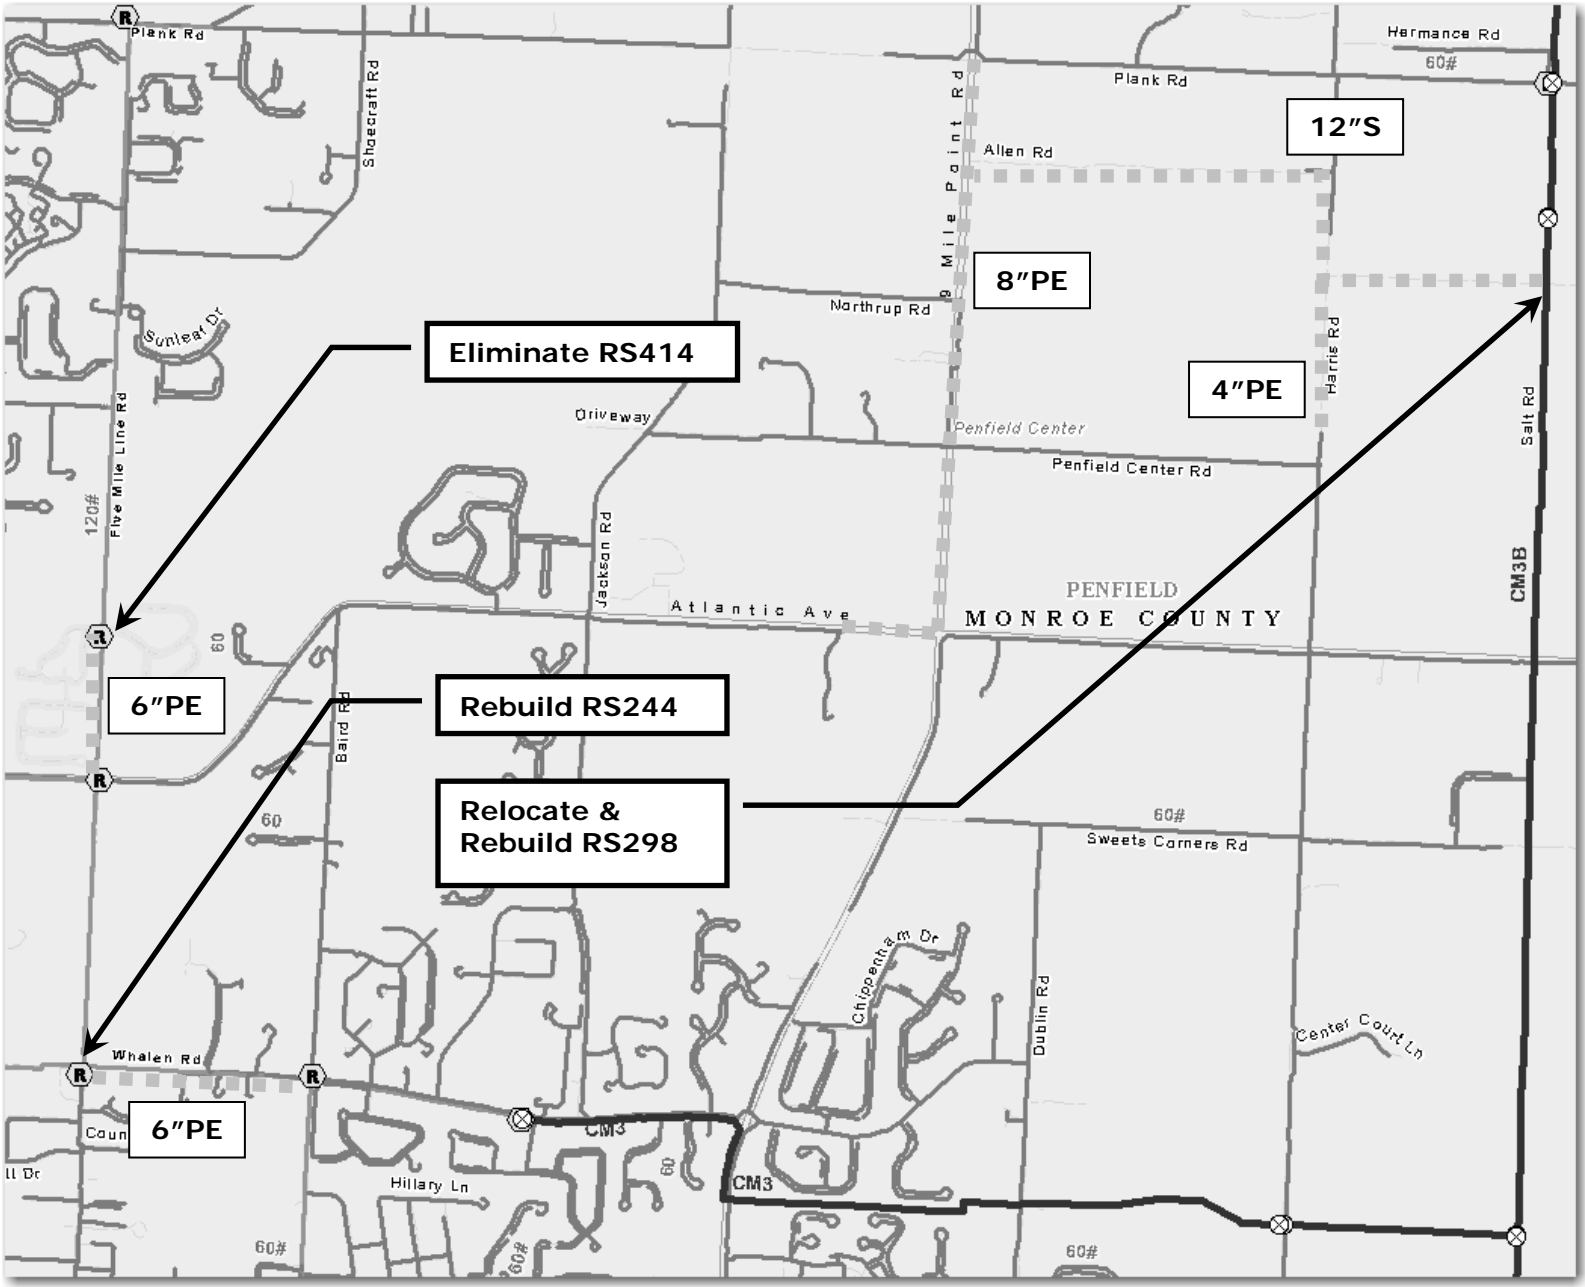 R
Plank Rd
Hermance Rd
60#
Plank Rd
Shoecraft Rd
9 Mile Point Rd
12"S
Allen Rd
8"PE
Northrup Rd
Sunleaf Dr
Eliminate RS414
Harris Rd
4"PE
Salt Rd
Driveway
Five Mile Line Rd
120#
Penfield Center
Penfield Center Rd
Jackson Rd
CM3B
PENFIELD
MONROE COUNTY
Atlantic Ave
R
60
6"PE
Baird Rd
Rebuild RS244
R
Relocate &
Rebuild RS298
60
60#
Sweets Corners Rd
Chippenham Dr
Dublin Rd
Center Court Ln
Whalen Rd
R
R
6"PE
Coun
ll Dr
CM3
60
CM3
Hillary Ln
60#
60#
60#